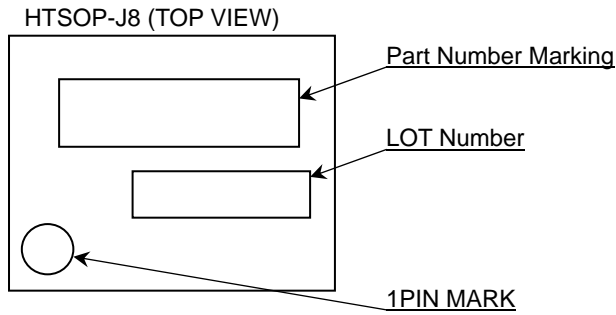 HTSOP-J8 (TOP VIEW)
Part Number Marking
LOT Number
1PIN MARK